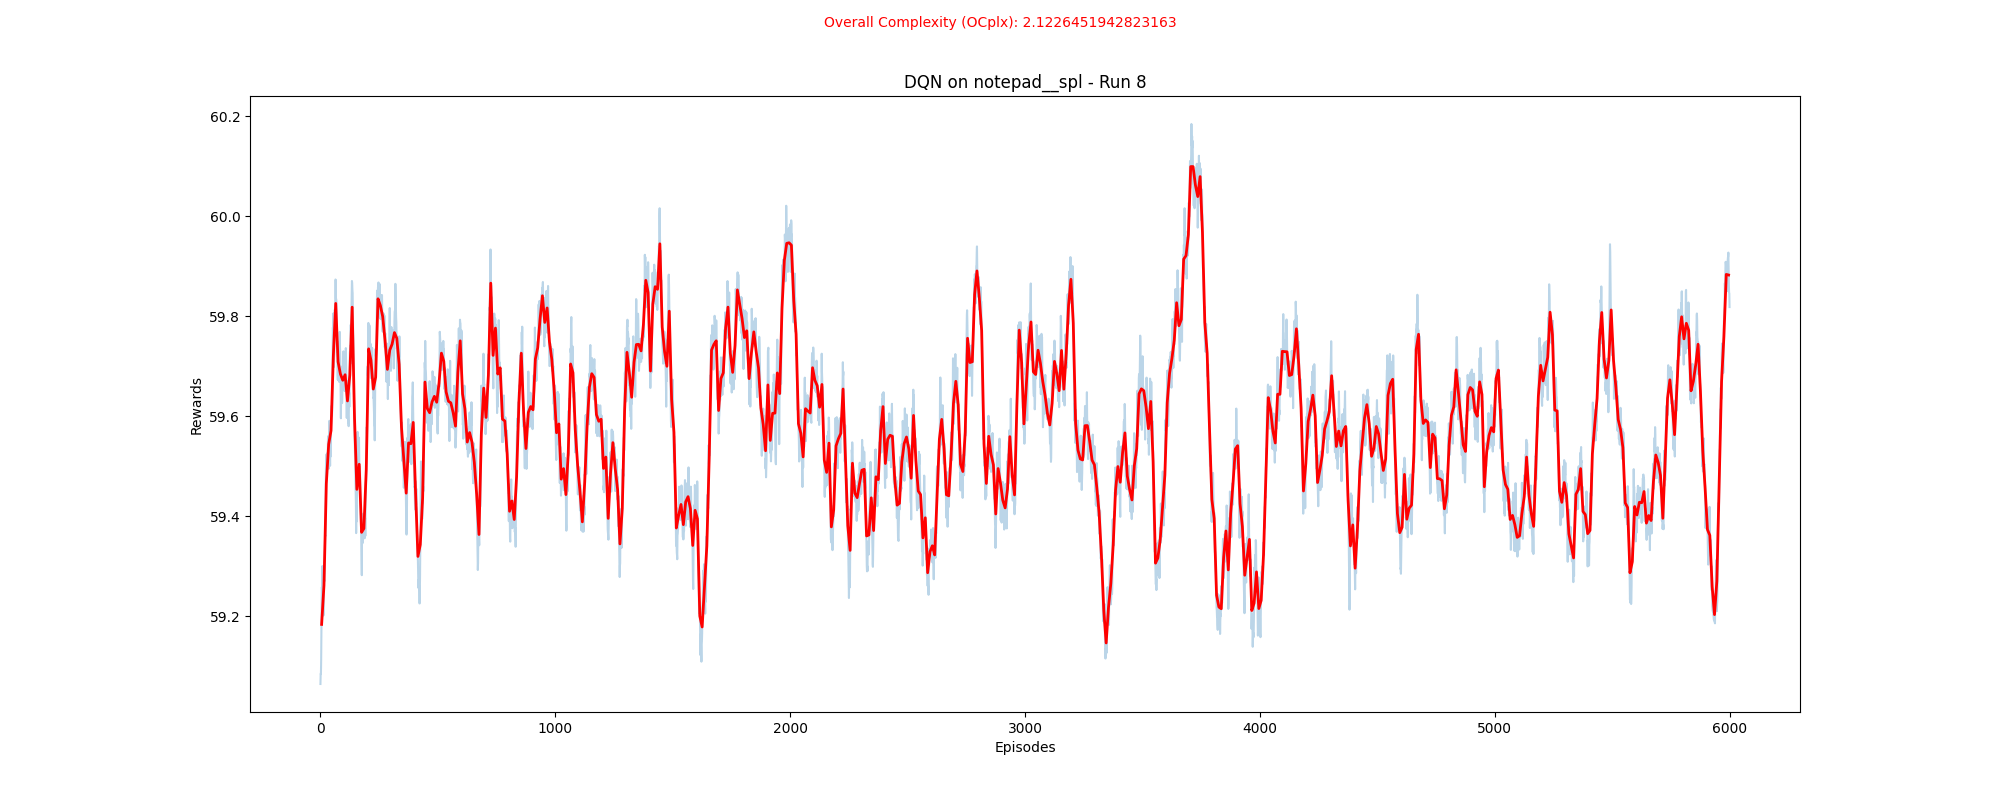 Overall Complexity (OCplx): 2.1226451942823163
DQN on notepad__spl - Run 8
60.2
60.0
59.8
59.6
59.4
59.2
Rewards
0 1000 2000 3000 4000 5000 6000
Episodes